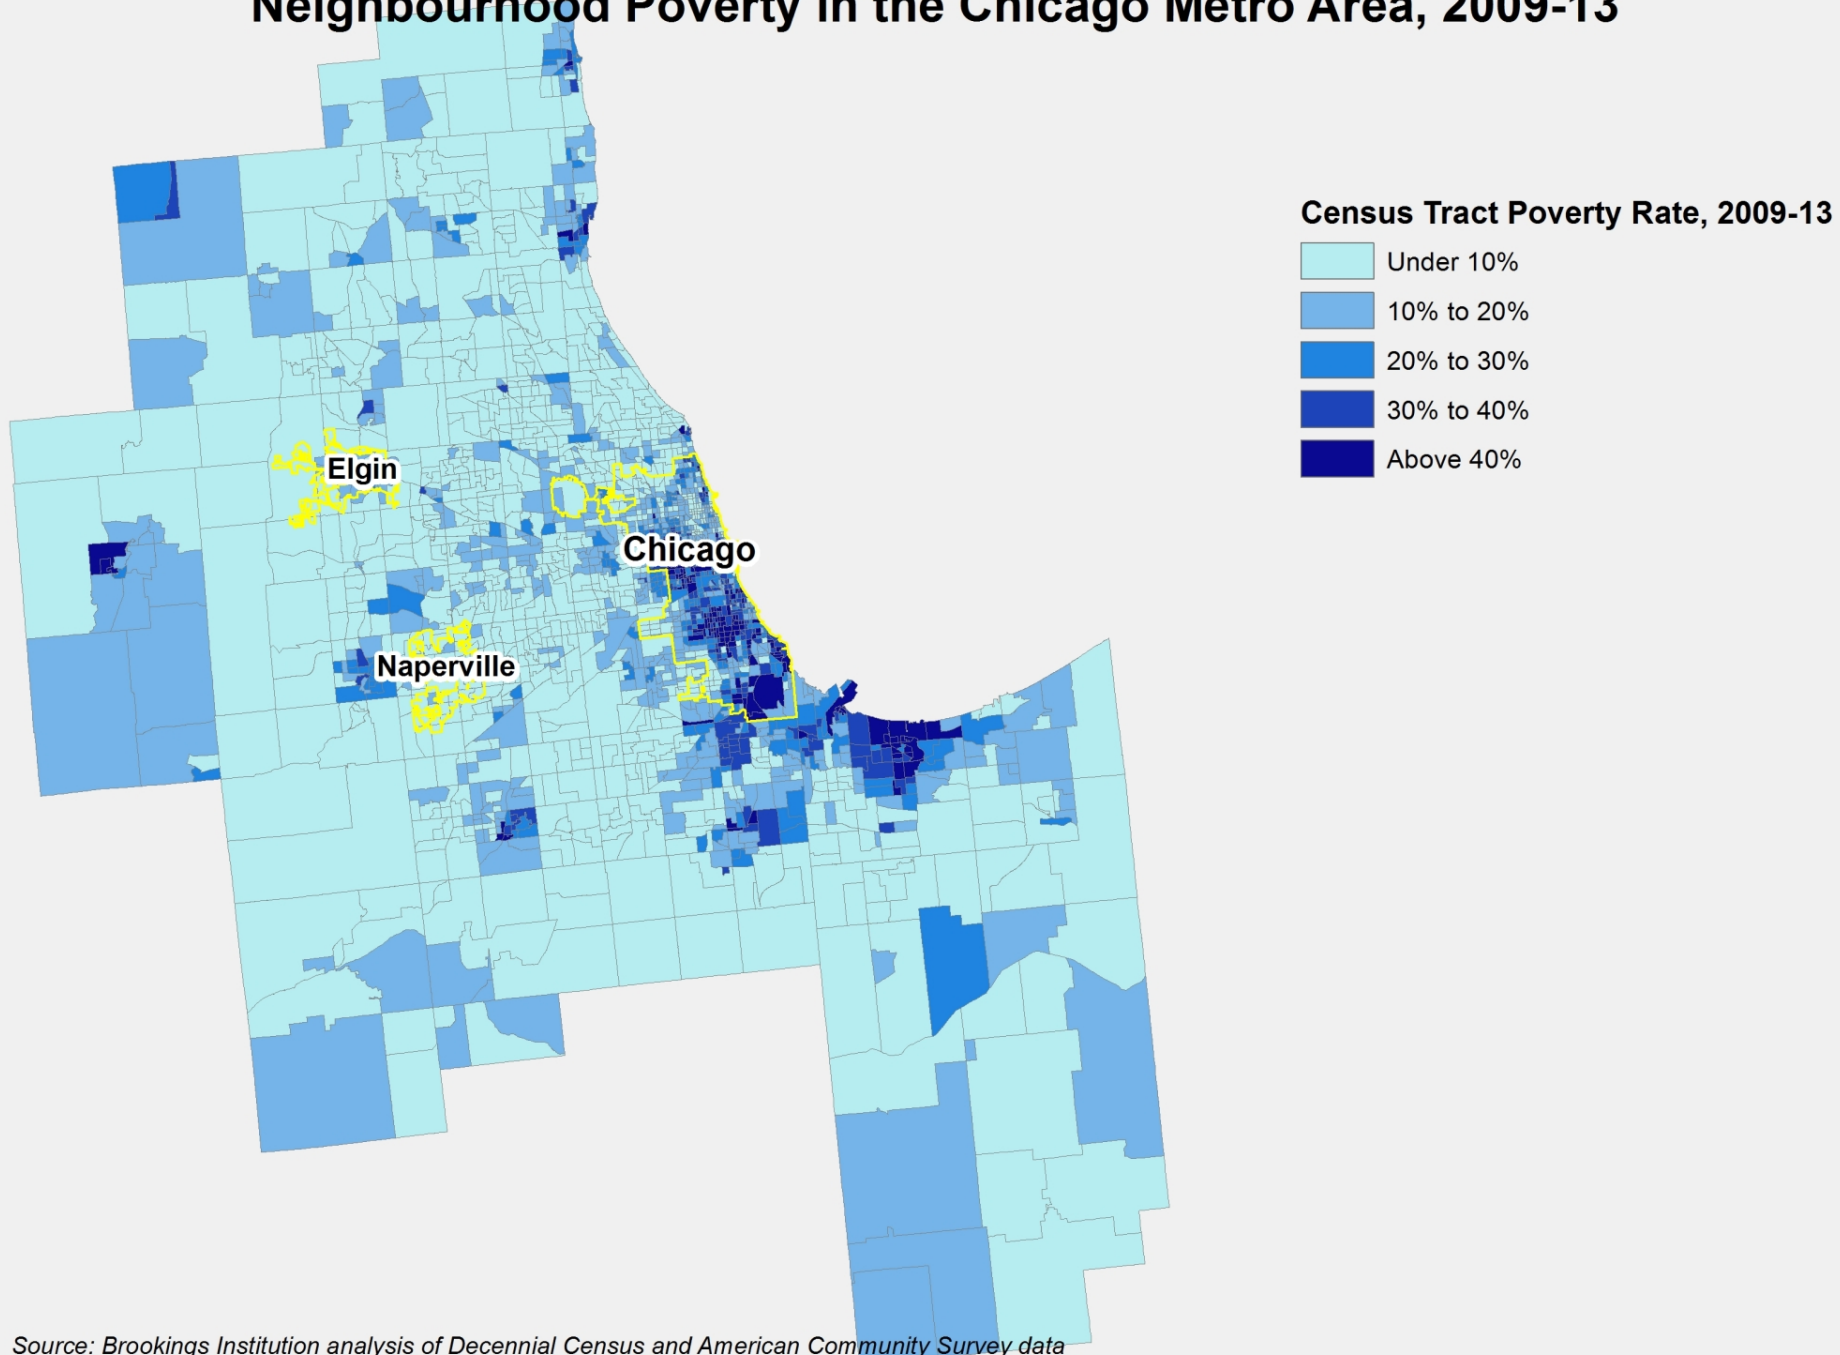 Neighbourhood Poverty in the Chicago Metro Area, 2009-13
Census Tract Poverty Rate, 2009-13
Under 10%
10% to 20%
20% to 30%
30% to 40%
Above 40%
Elgin
Chicago
Naperville
Source: Brookings Institution analysis of Decennial Census and American Community Survey data